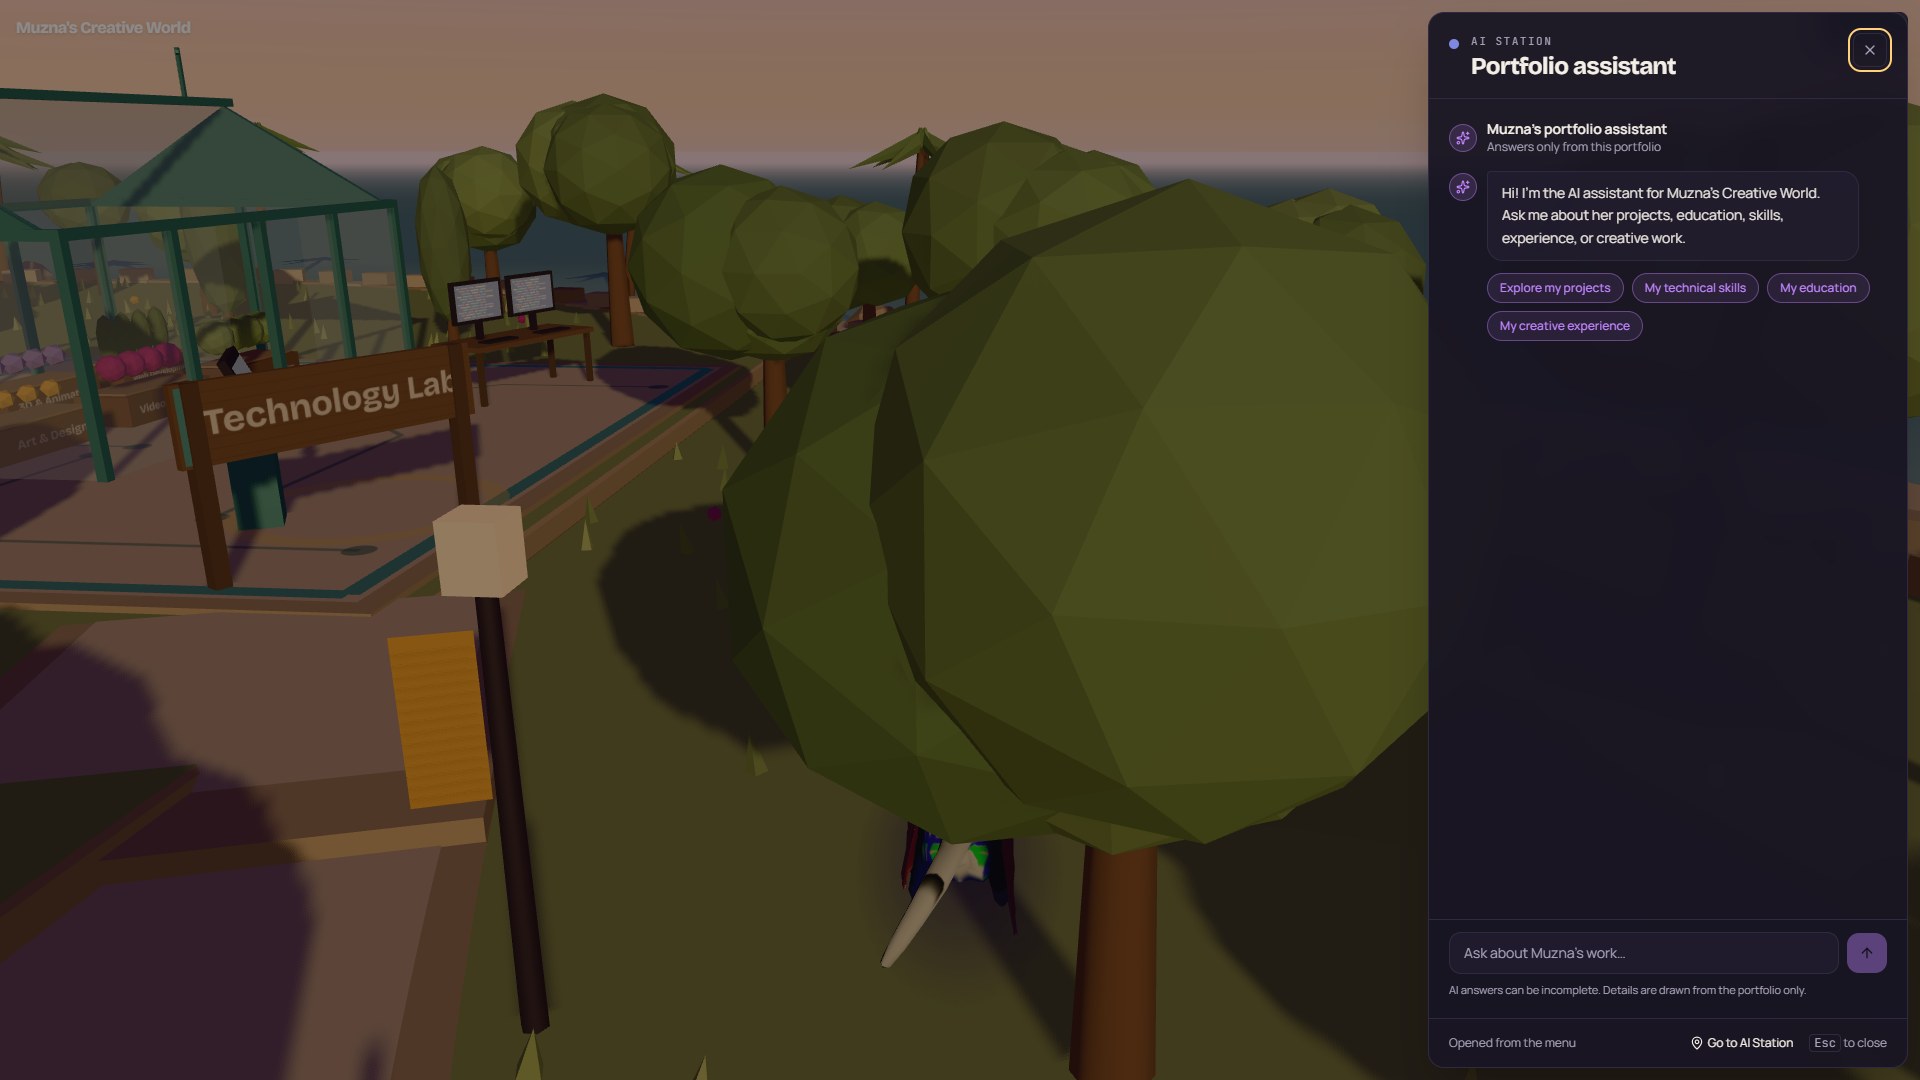 Muzna's Creative World
Technology Lab
Video
Art & Design
AI STATION
Portfolio assistant
Muzna's portfolio assistant
Answers only from this portfolio
Hi! I'm the AI assistant for Muzna's Creative World.
Ask me about her projects, education, skills,
experience, or creative work.
Explore my projects
My technical skills
My education
My creative experience
Ask about Muzna's work…
AI answers can be incomplete. Details are drawn from the portfolio only.
Opened from the menu
Go to AI Station
Esc to close